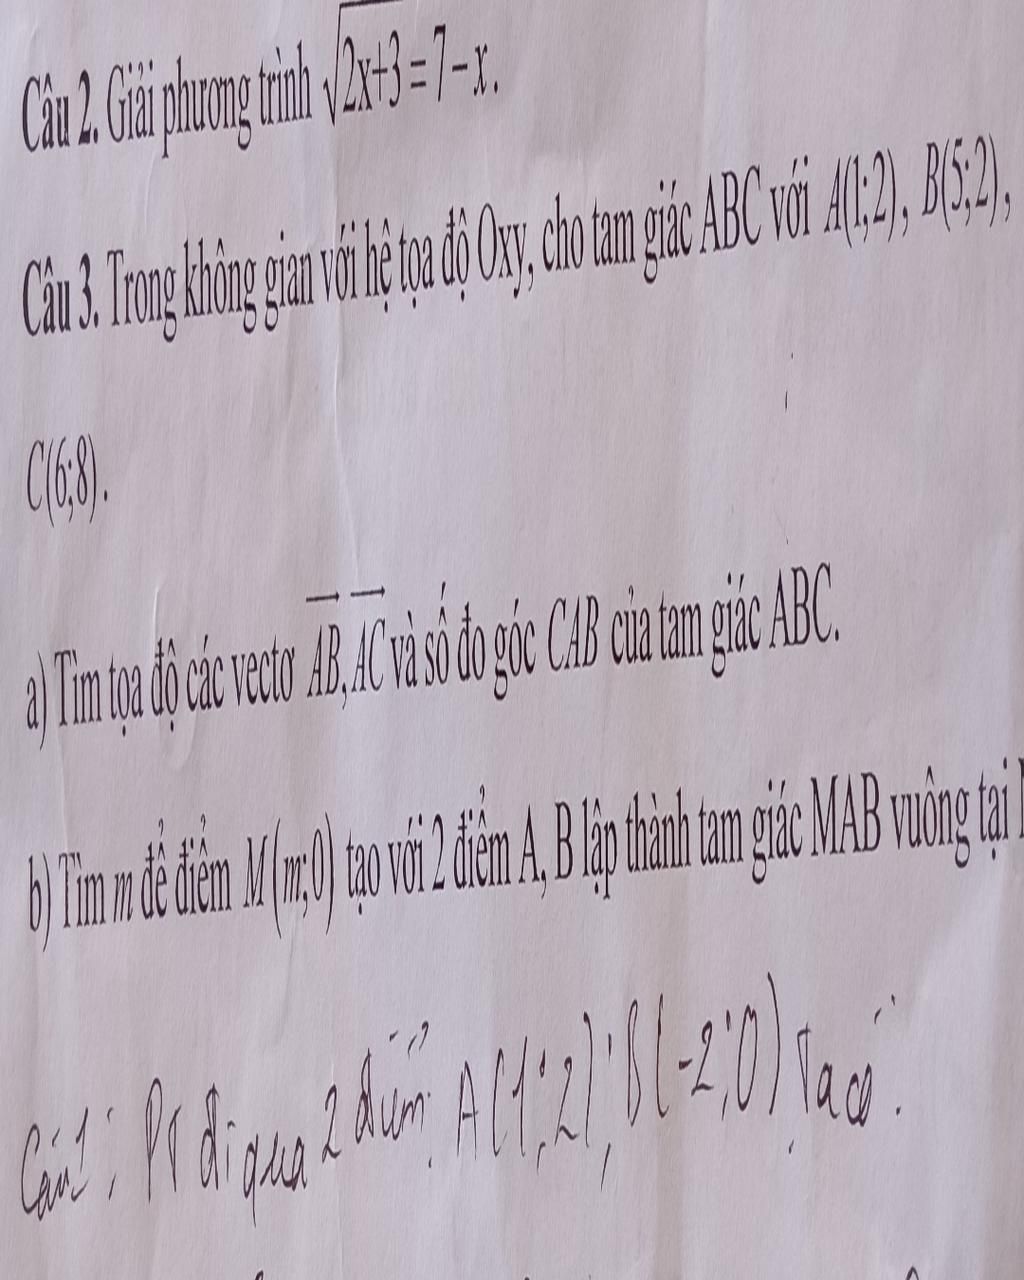 Câu 2. Giải phương trình √2x+3 = 7 – x.
Câu 3. Trong không gian với hệ tọa độ Oxy, cho tam giác ABC với A(1;2), B(5;2),
C(6;8).
a) Tìm tọa độ các vectơ AB, AC và số đo góc CAB của tam giác ABC.
b) Tìm m để điểm M(m;0) tạo với 2 điểm A, B lập thành tam giác MAB vuông tại
Câu 1: Pt đi qua 2 điểm A(1;2); B(-2;0) Ta có.